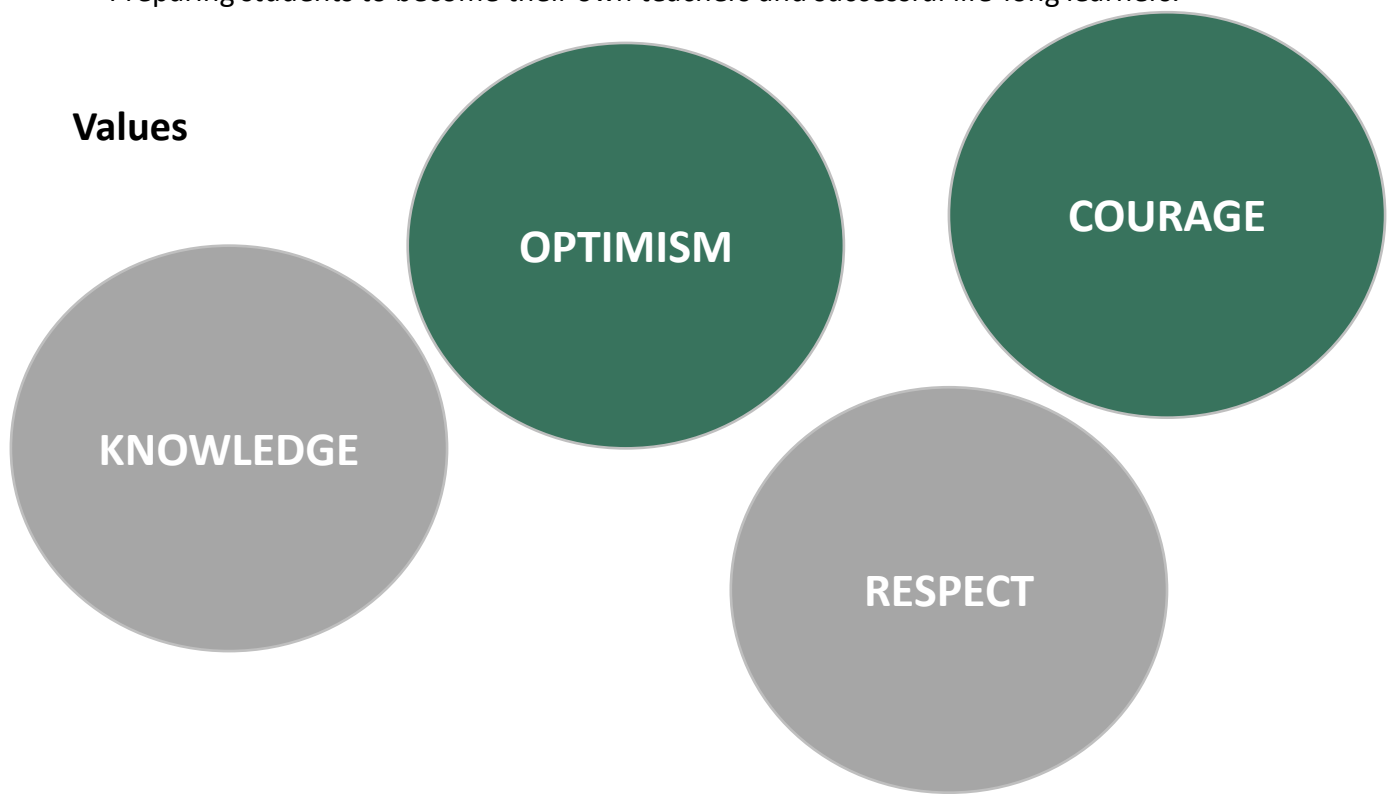 Preparing students to become their own teachers and successful life-long learners.
Values
OPTIMISM
COURAGE
KNOWLEDGE
RESPECT